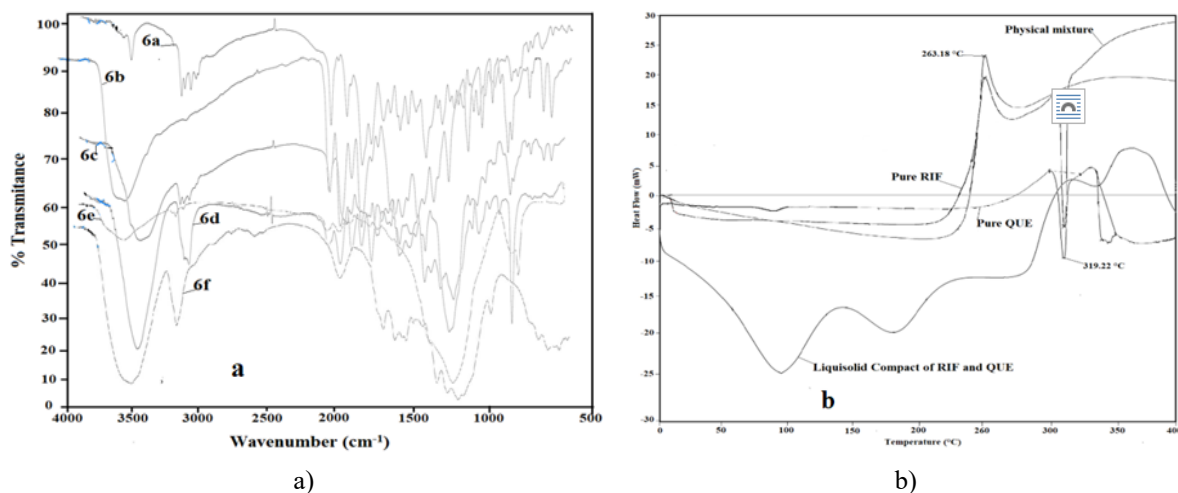 100
90
80
70
60
50
40
30
20
10
0
% Transmitance
6a
6b
6c
6d
6e
6f
a
4000
3500
3000
2500
2000
1500
1000
500
Wavenumber (cm⁻¹)
a)
30
25
20
15
10
5
0
-5
-10
-15
-20
-25
-30
Heat Flow (mW)
Physical mixture
263.18 °C
Pure RIF
Pure QUE
319.22 °C
Liquisolid Compact of RIF and QUE
b
0
100
150
200
260
300
350
400
Temperature (°C)
b)